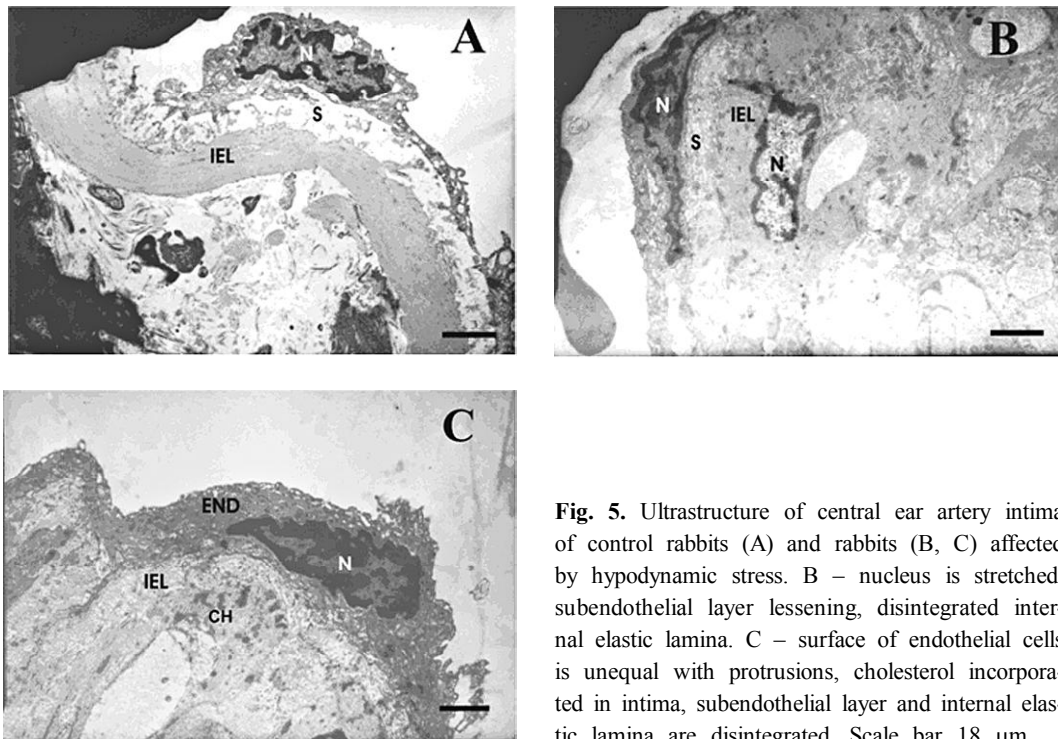 A
N
S
IEL
B
N
IEL
S
N
C
END
N
IEL
CH
Fig. 5. Ultrastructure of central ear artery intima
of control rabbits (A) and rabbits (B, C) affected
by hypodynamic stress. B – nucleus is stretched
subendothelial layer lessening, disintegrated inter-
nal elastic lamina. C – surface of endothelial cells
is unequal with protrusions, cholesterol incorpora-
ted in intima, subendothelial layer and internal elas-
tic lamina are disintegrated. Scale bar 18 µm